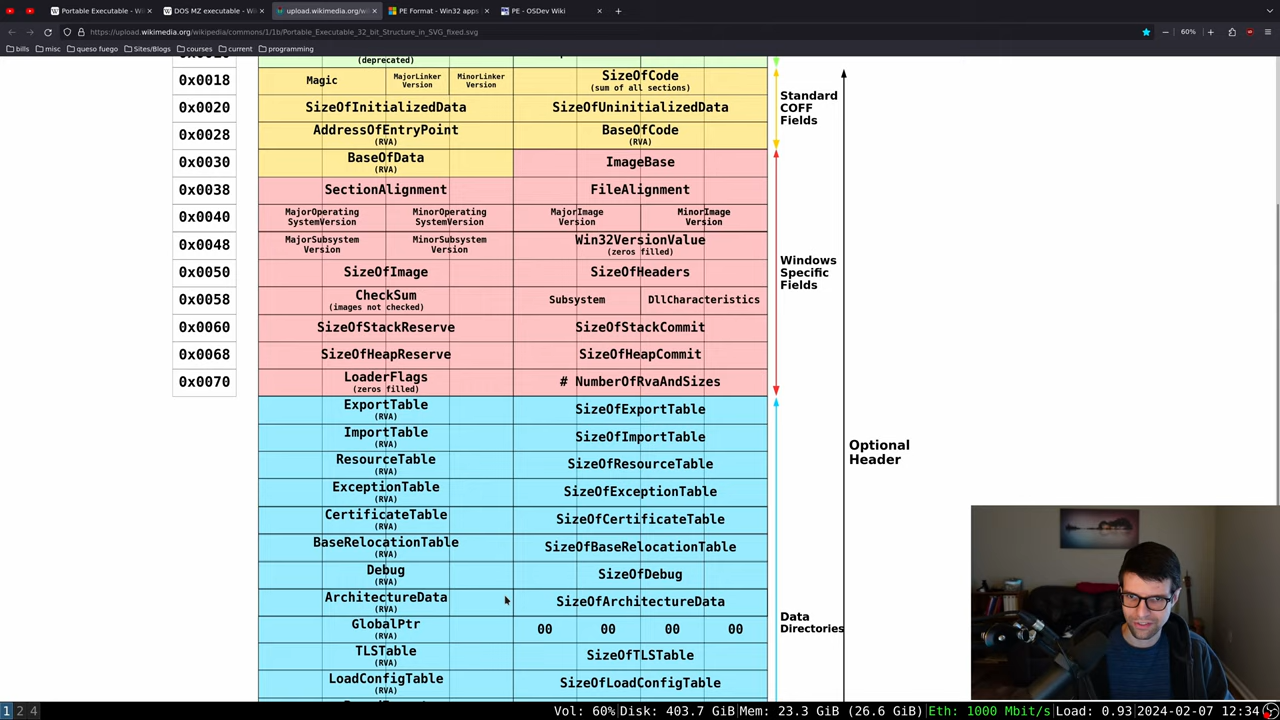 Portable Executable — Wi
DOS MZ executable — Wi
upload.wikimedia.org/wi
PE Format - Win32 apps
PE - OSDev Wiki
https://upload.wikimedia.org/wikipedia/commons/1/1b/Portable_Executable_32_bit_Structure_in_SVG_fixed.svg
60%
bills misc queso fuego Sites/Blogs courses current programming
(deprecated)
0x0018 Magic MajorLinker Version MinorLinker Version SizeOfCode (sum of all sections)
Standard COFF Fields
0x0020 SizeOfInitializedData SizeOfUninitializedData
0x0028 AddressOfEntryPoint (RVA) BaseOfCode (RVA)
0x0030 BaseOfData (RVA) ImageBase
0x0038 SectionAlignment FileAlignment
0x0040 MajorOperating SystemVersion MinorOperating SystemVersion MajorImage Version MinorImage Version
0x0048 MajorSubsystem Version MinorSubsystem Version Win32VersionValue (zeros filled)
Windows Specific Fields
0x0050 SizeOfImage SizeOfHeaders
0x0058 CheckSum (images not checked) Subsystem DllCharacteristics
0x0060 SizeOfStackReserve SizeOfStackCommit
0x0068 SizeOfHeapReserve SizeOfHeapCommit
0x0070 LoaderFlags (zeros filled) # NumberOfRvaAndSizes
ExportTable (RVA) SizeOfExportTable
ImportTable (RVA) SizeOfImportTable
Optional Header
ResourceTable (RVA) SizeOfResourceTable
ExceptionTable (RVA) SizeOfExceptionTable
CertificateTable (RVA) SizeOfCertificateTable
BaseRelocationTable (RVA) SizeOfBaseRelocationTable
Debug (RVA) SizeOfDebug
ArchitectureData (RVA) SizeOfArchitectureData
Data Directories
GlobalPtr (RVA) 00 00 00 00
TLSTable (RVA) SizeOfTLSTable
LoadConfigTable (RVA) SizeOfLoadConfigTable
1 2 4 Vol: 60% Disk: 403.7 GiB Mem: 23.3 GiB (26.6 GiB) Eth: 1000 Mbit/s Load: 0.93 2024-02-07 12:34